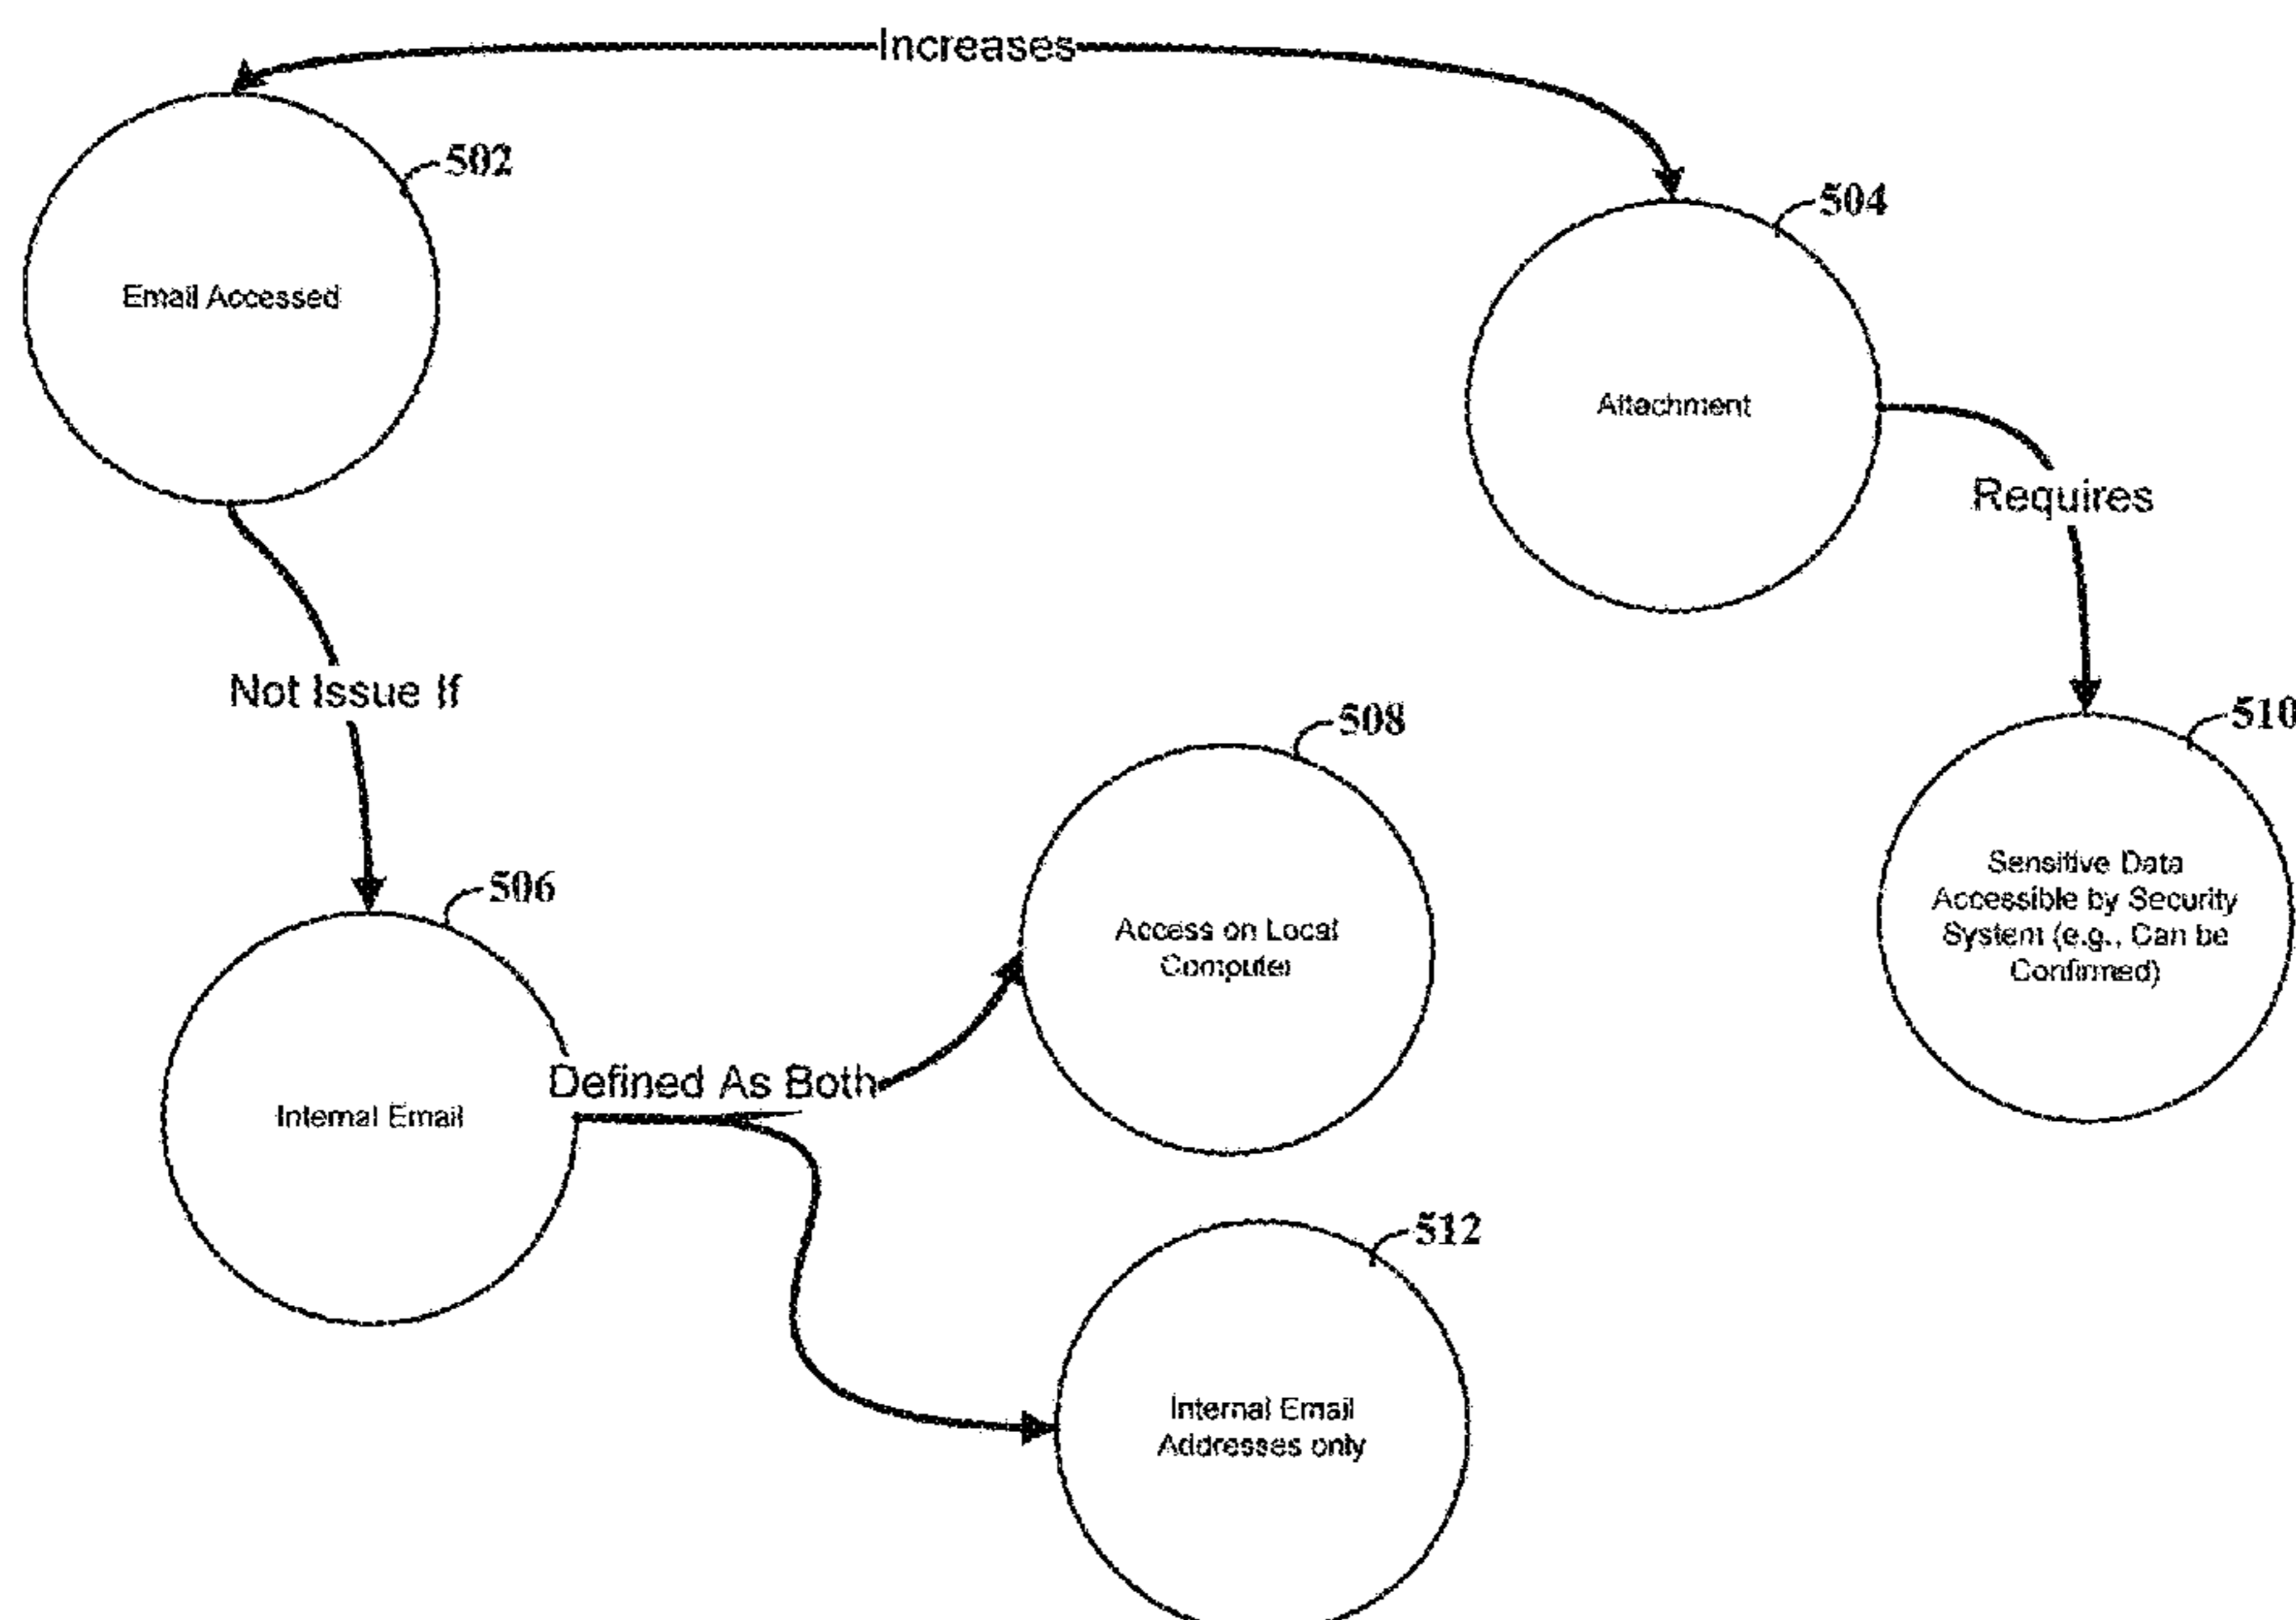 Increases
502
504
Email Accessed
Attachment
Requires
Not Issue If
508
510
506
Sensitive Data
Accessible by Security
System (e.g., Can be
Confirmed)
Access on Local
Computer
Defined As Both
Internal Email
512
Internal Email
Addresses only